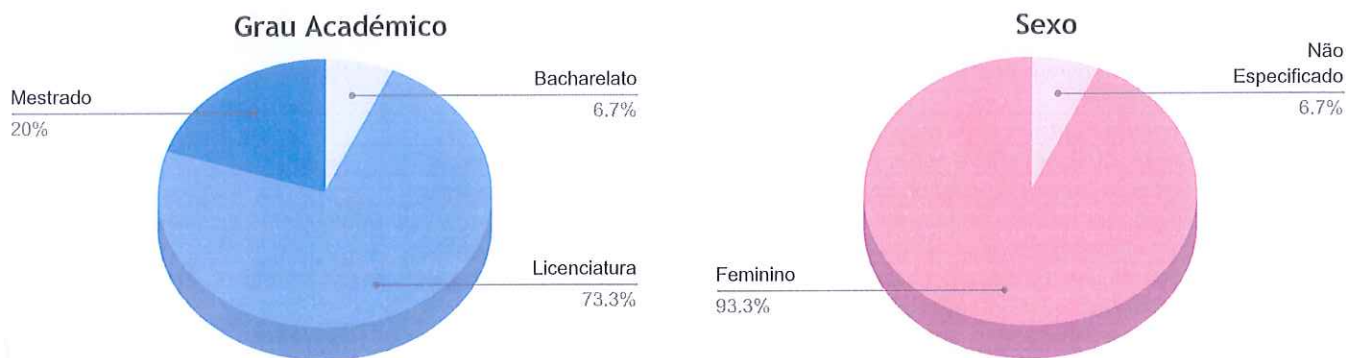 Grau Académico
Mestrado
20%
Bacharelato
6.7%
Licenciatura
73.3%
Sexo
Não
Especificado
6.7%
Feminino
93.3%